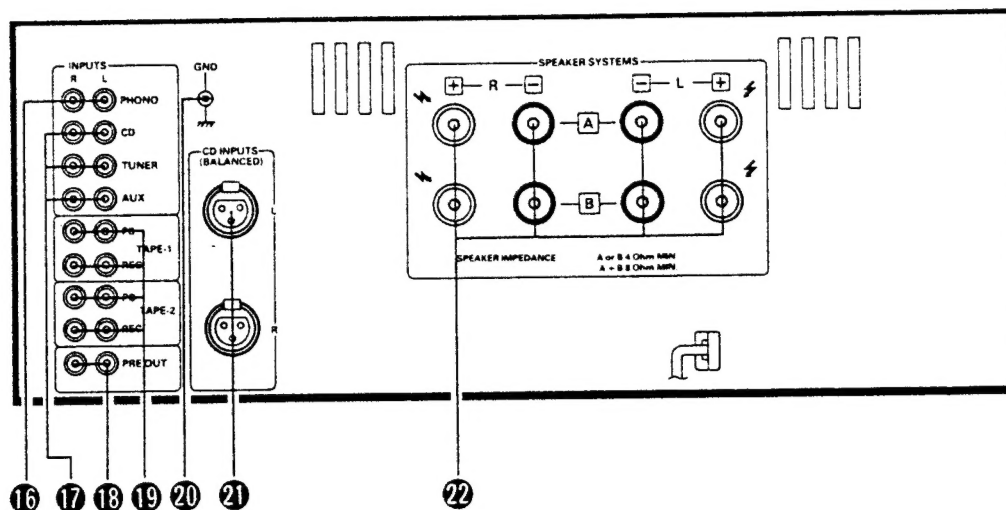 INPUTS
R L
PHONO
CD
TUNER
AUX
PB
TAPE-1
REC
PB
TAPE-2
REC
PRE OUT
GND
CD INPUTS
(BALANCED)
L
R
SPEAKER SYSTEMS
+ R − − L +
A
B
SPEAKER IMPEDANCE A or B 4 Ohm MIN.
A + B 8 Ohm MIN.
16 17 18 19 20 21 22